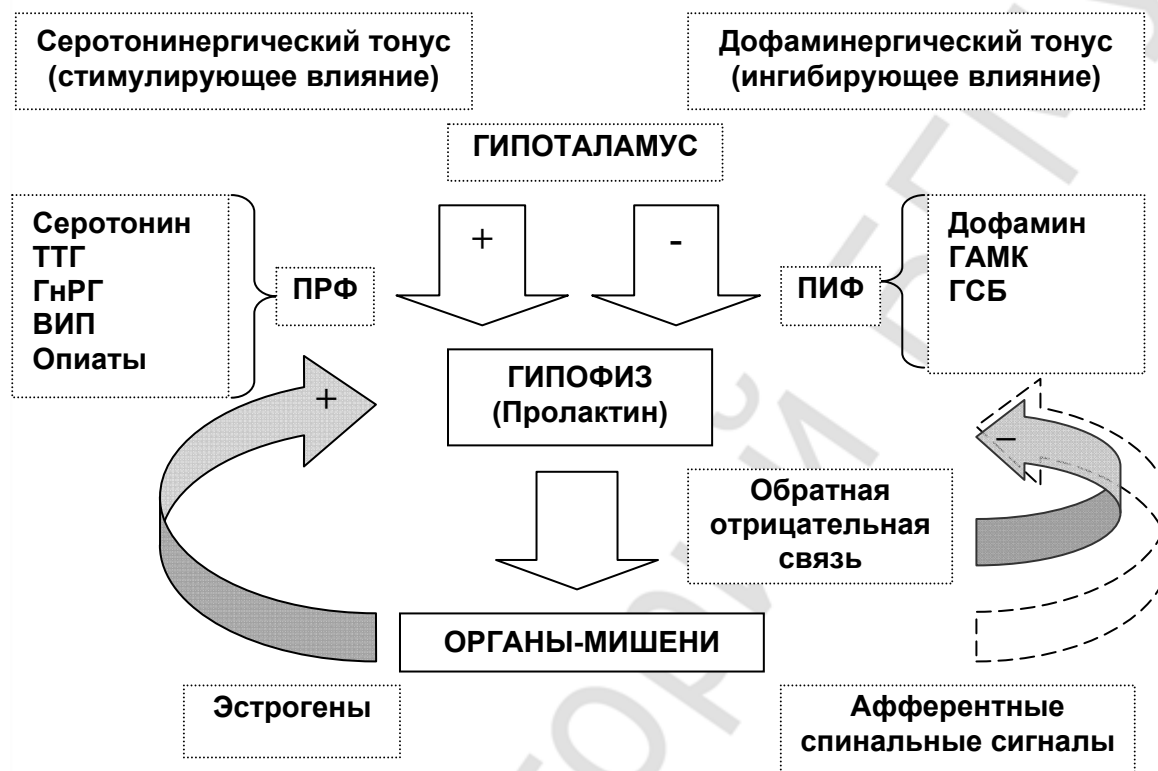 Серотонинергический тонус
(стимулирующее влияние)
Дофаминергический тонус
(ингибирующее влияние)
ГИПОТАЛАМУС
Серотонин
ТТГ
ГнРГ
ВИП
Опиаты
ПРФ
+
-
ПИФ
Дофамин
ГАМК
ГСБ
ГИПОФИЗ
(Пролактин)
+
–
Обратная
отрицательная
связь
ОРГАНЫ-МИШЕНИ
Эстрогены
Афферентные
спинальные сигналы